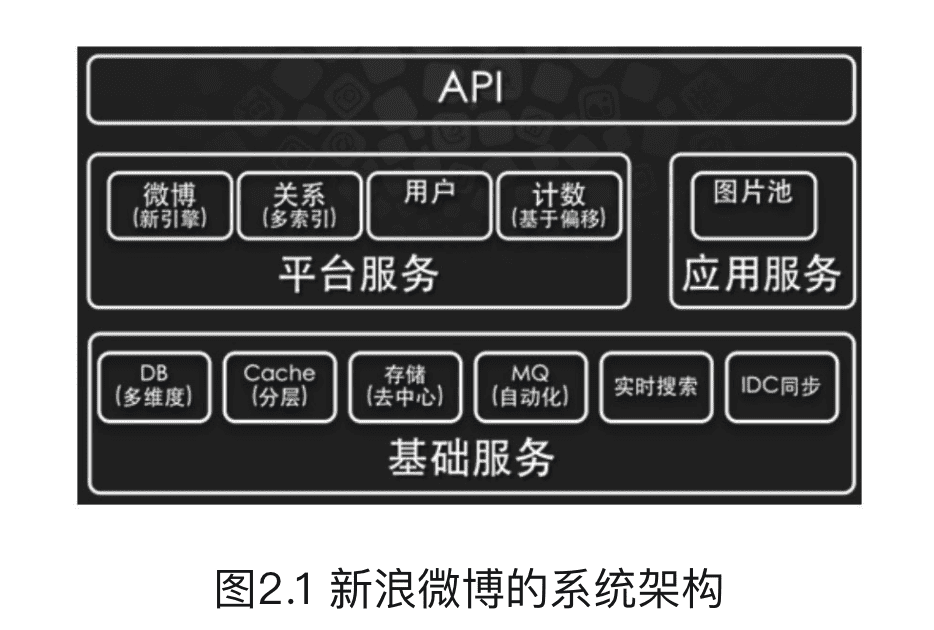 API
微博
(新引擎)
关系
(多索引)
用户
计数
(基于偏移)
平台服务
图片池
应用服务
DB
(多维度)
Cache
(分层)
存储
(去中心)
MQ
(自动化)
实时搜索
IDC同步
基础服务
图2.1 新浪微博的系统架构